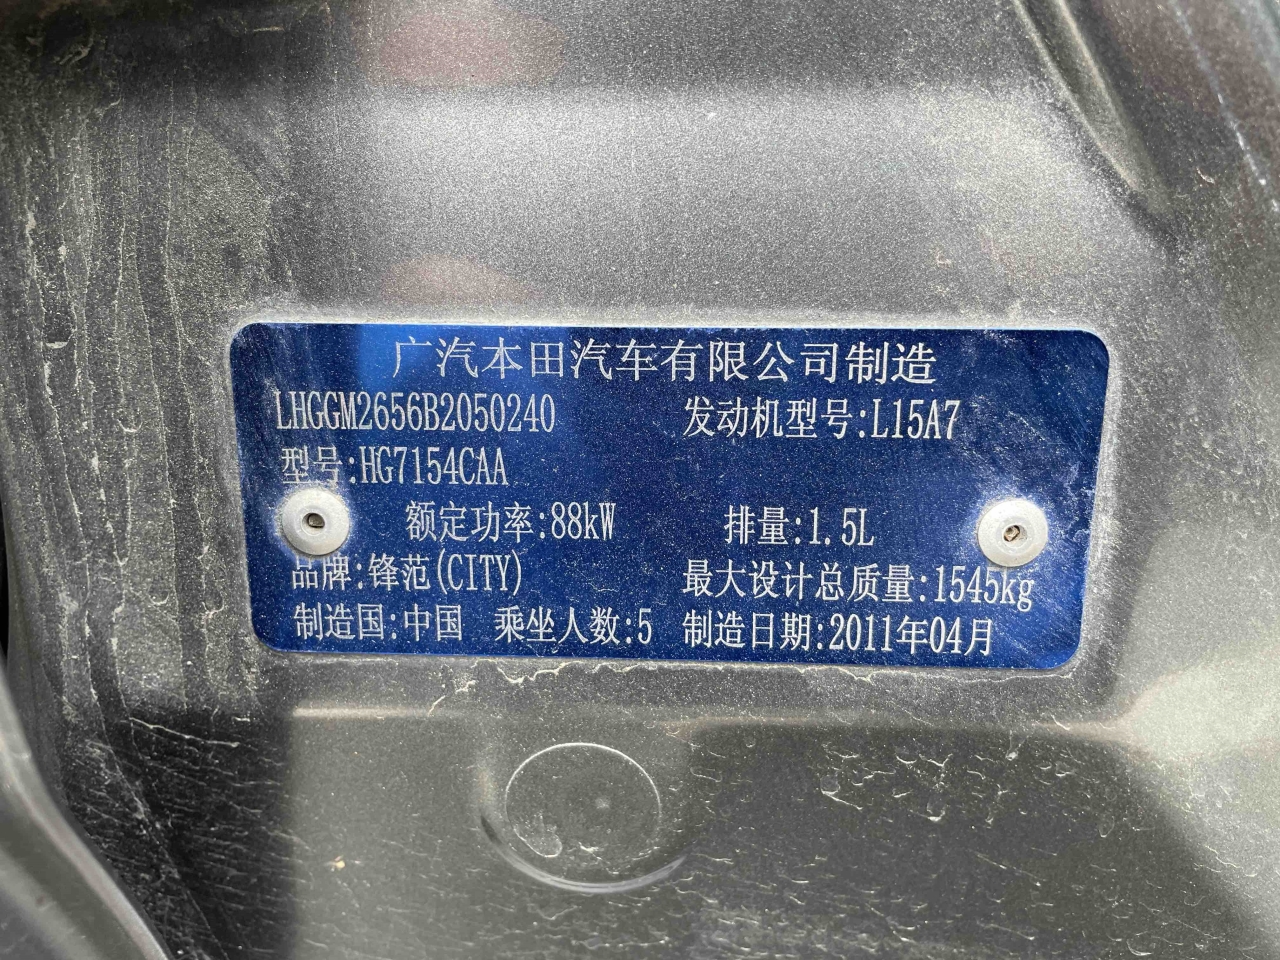 广汽本田汽车有限公司制造
LHGGM2656B2050240 发动机型号:L15A7
型号:HG7154CAA
额定功率:88kW 排量:1.5L
品牌:锋范(CITY) 最大设计总质量:1545kg
制造国:中国 乘坐人数:5 制造日期:2011年04月